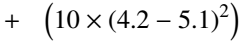 + (10 × (4.2 − 5.1)²)